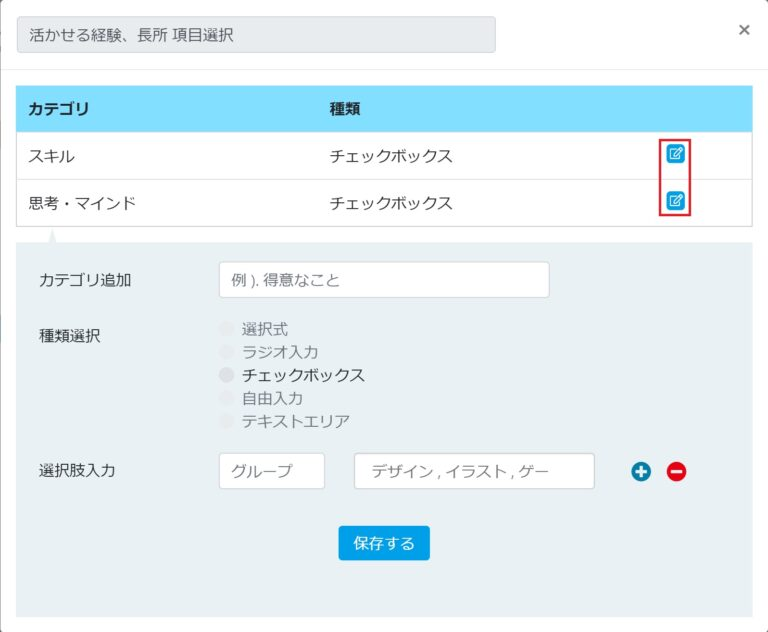 活かせる経験、長所 項目選択
×
カテゴリ 種類
スキル チェックボックス
思考・マインド チェックボックス
カテゴリ追加 例 ). 得意なこと
種類選択 選択式
ラジオ入力
チェックボックス
自由入力
テキストエリア
選択肢入力 グループ デザイン , イラスト , ゲー
保存する